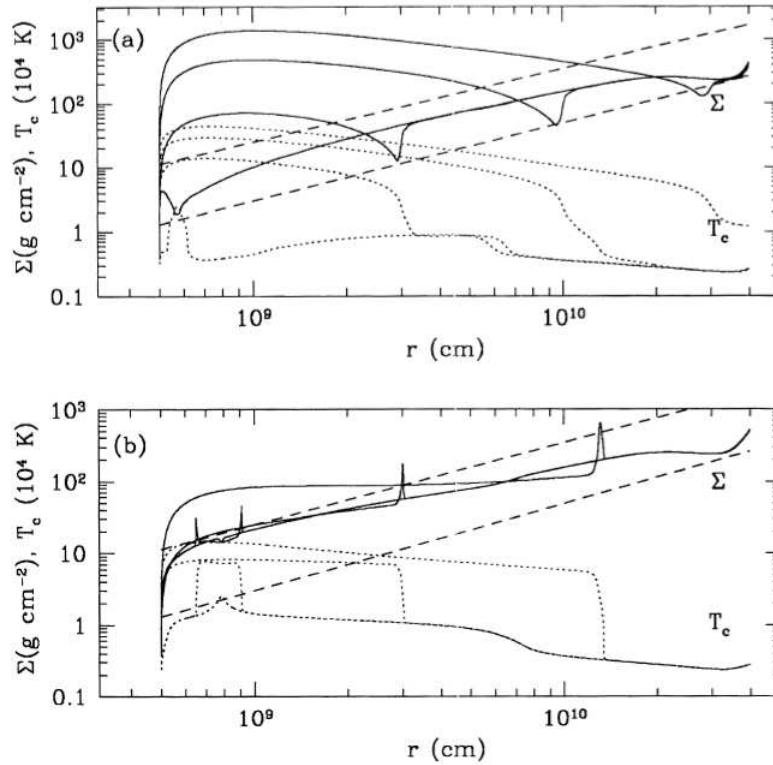 (a)
Σ(g cm⁻²), T_c (10⁴ K)
10³
10²
10
1
0.1
Σ
T_c
10⁹
10¹⁰
r (cm)
(b)
Σ(g cm⁻²), T_c (10⁴ K)
10³
10²
10
1
0.1
Σ
T_c
10⁹
10¹⁰
r (cm)